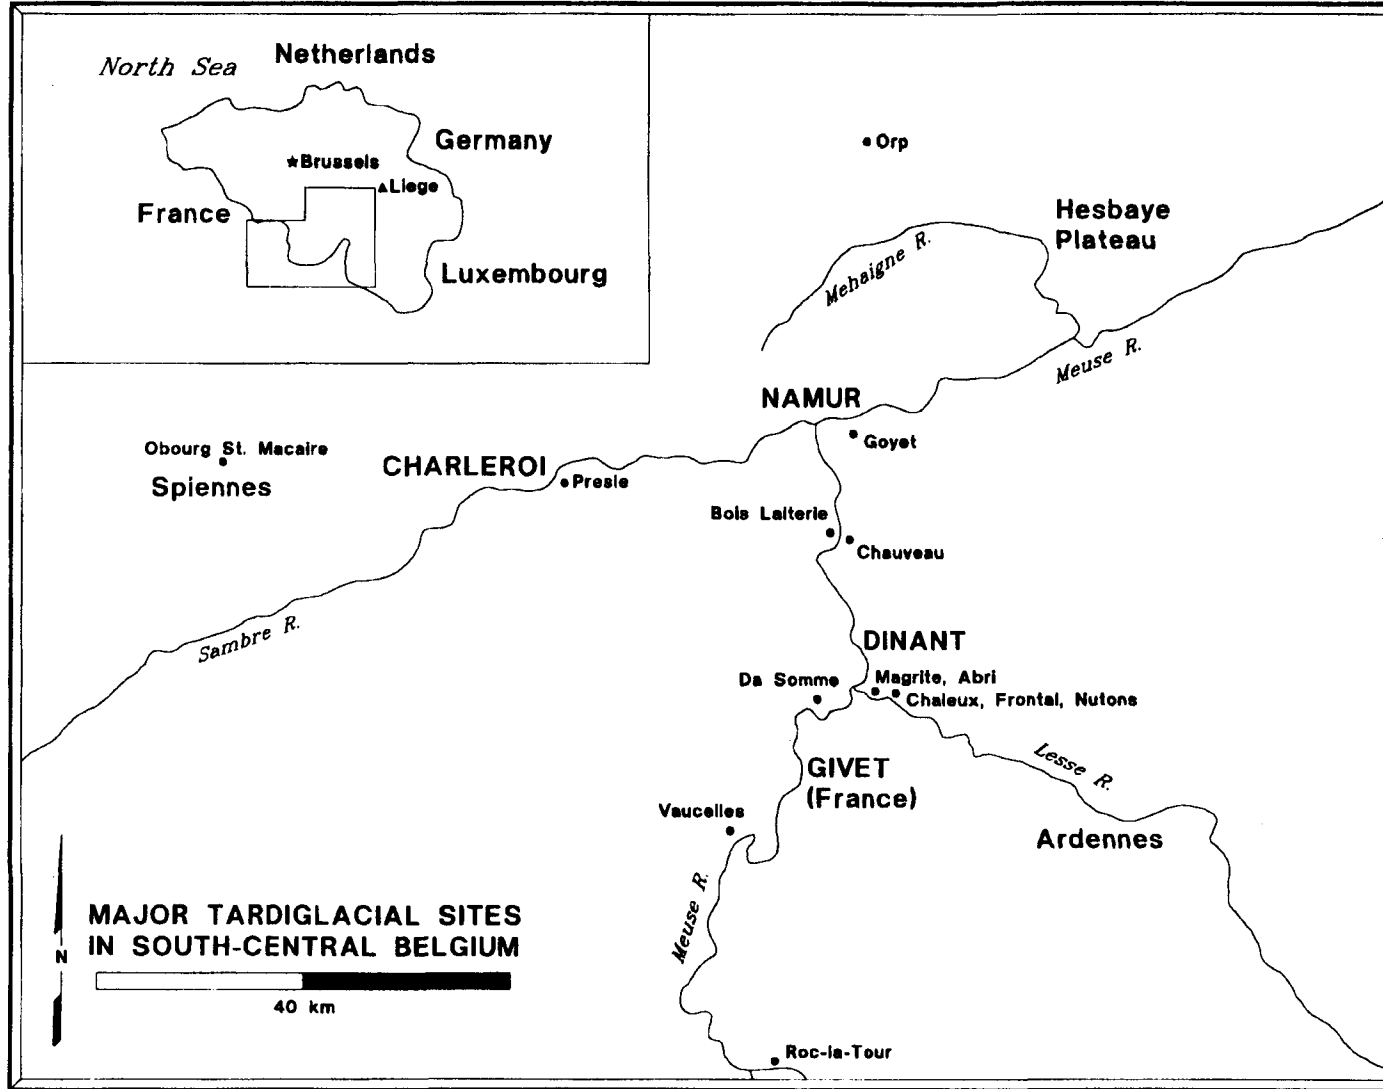 North Sea
Netherlands
Germany
Brussels
Liege
France
Luxembourg
Orp
Hesbaye
Plateau
Mehaigne R.
Meuse R.
NAMUR
Goyet
Obourg St. Macaire
Spiennes
CHARLEROI
Presle
Bois Laiterie
Chauveau
Sambre R.
DINANT
Da Somme
Magrite, Abri
Chaleux, Frontal, Nutons
Lesse R.
GIVET
(France)
Vaucelles
Ardennes
Meuse R.
MAJOR TARDIGLACIAL SITES
IN SOUTH-CENTRAL BELGIUM
N
40 km
Roc-la-Tour